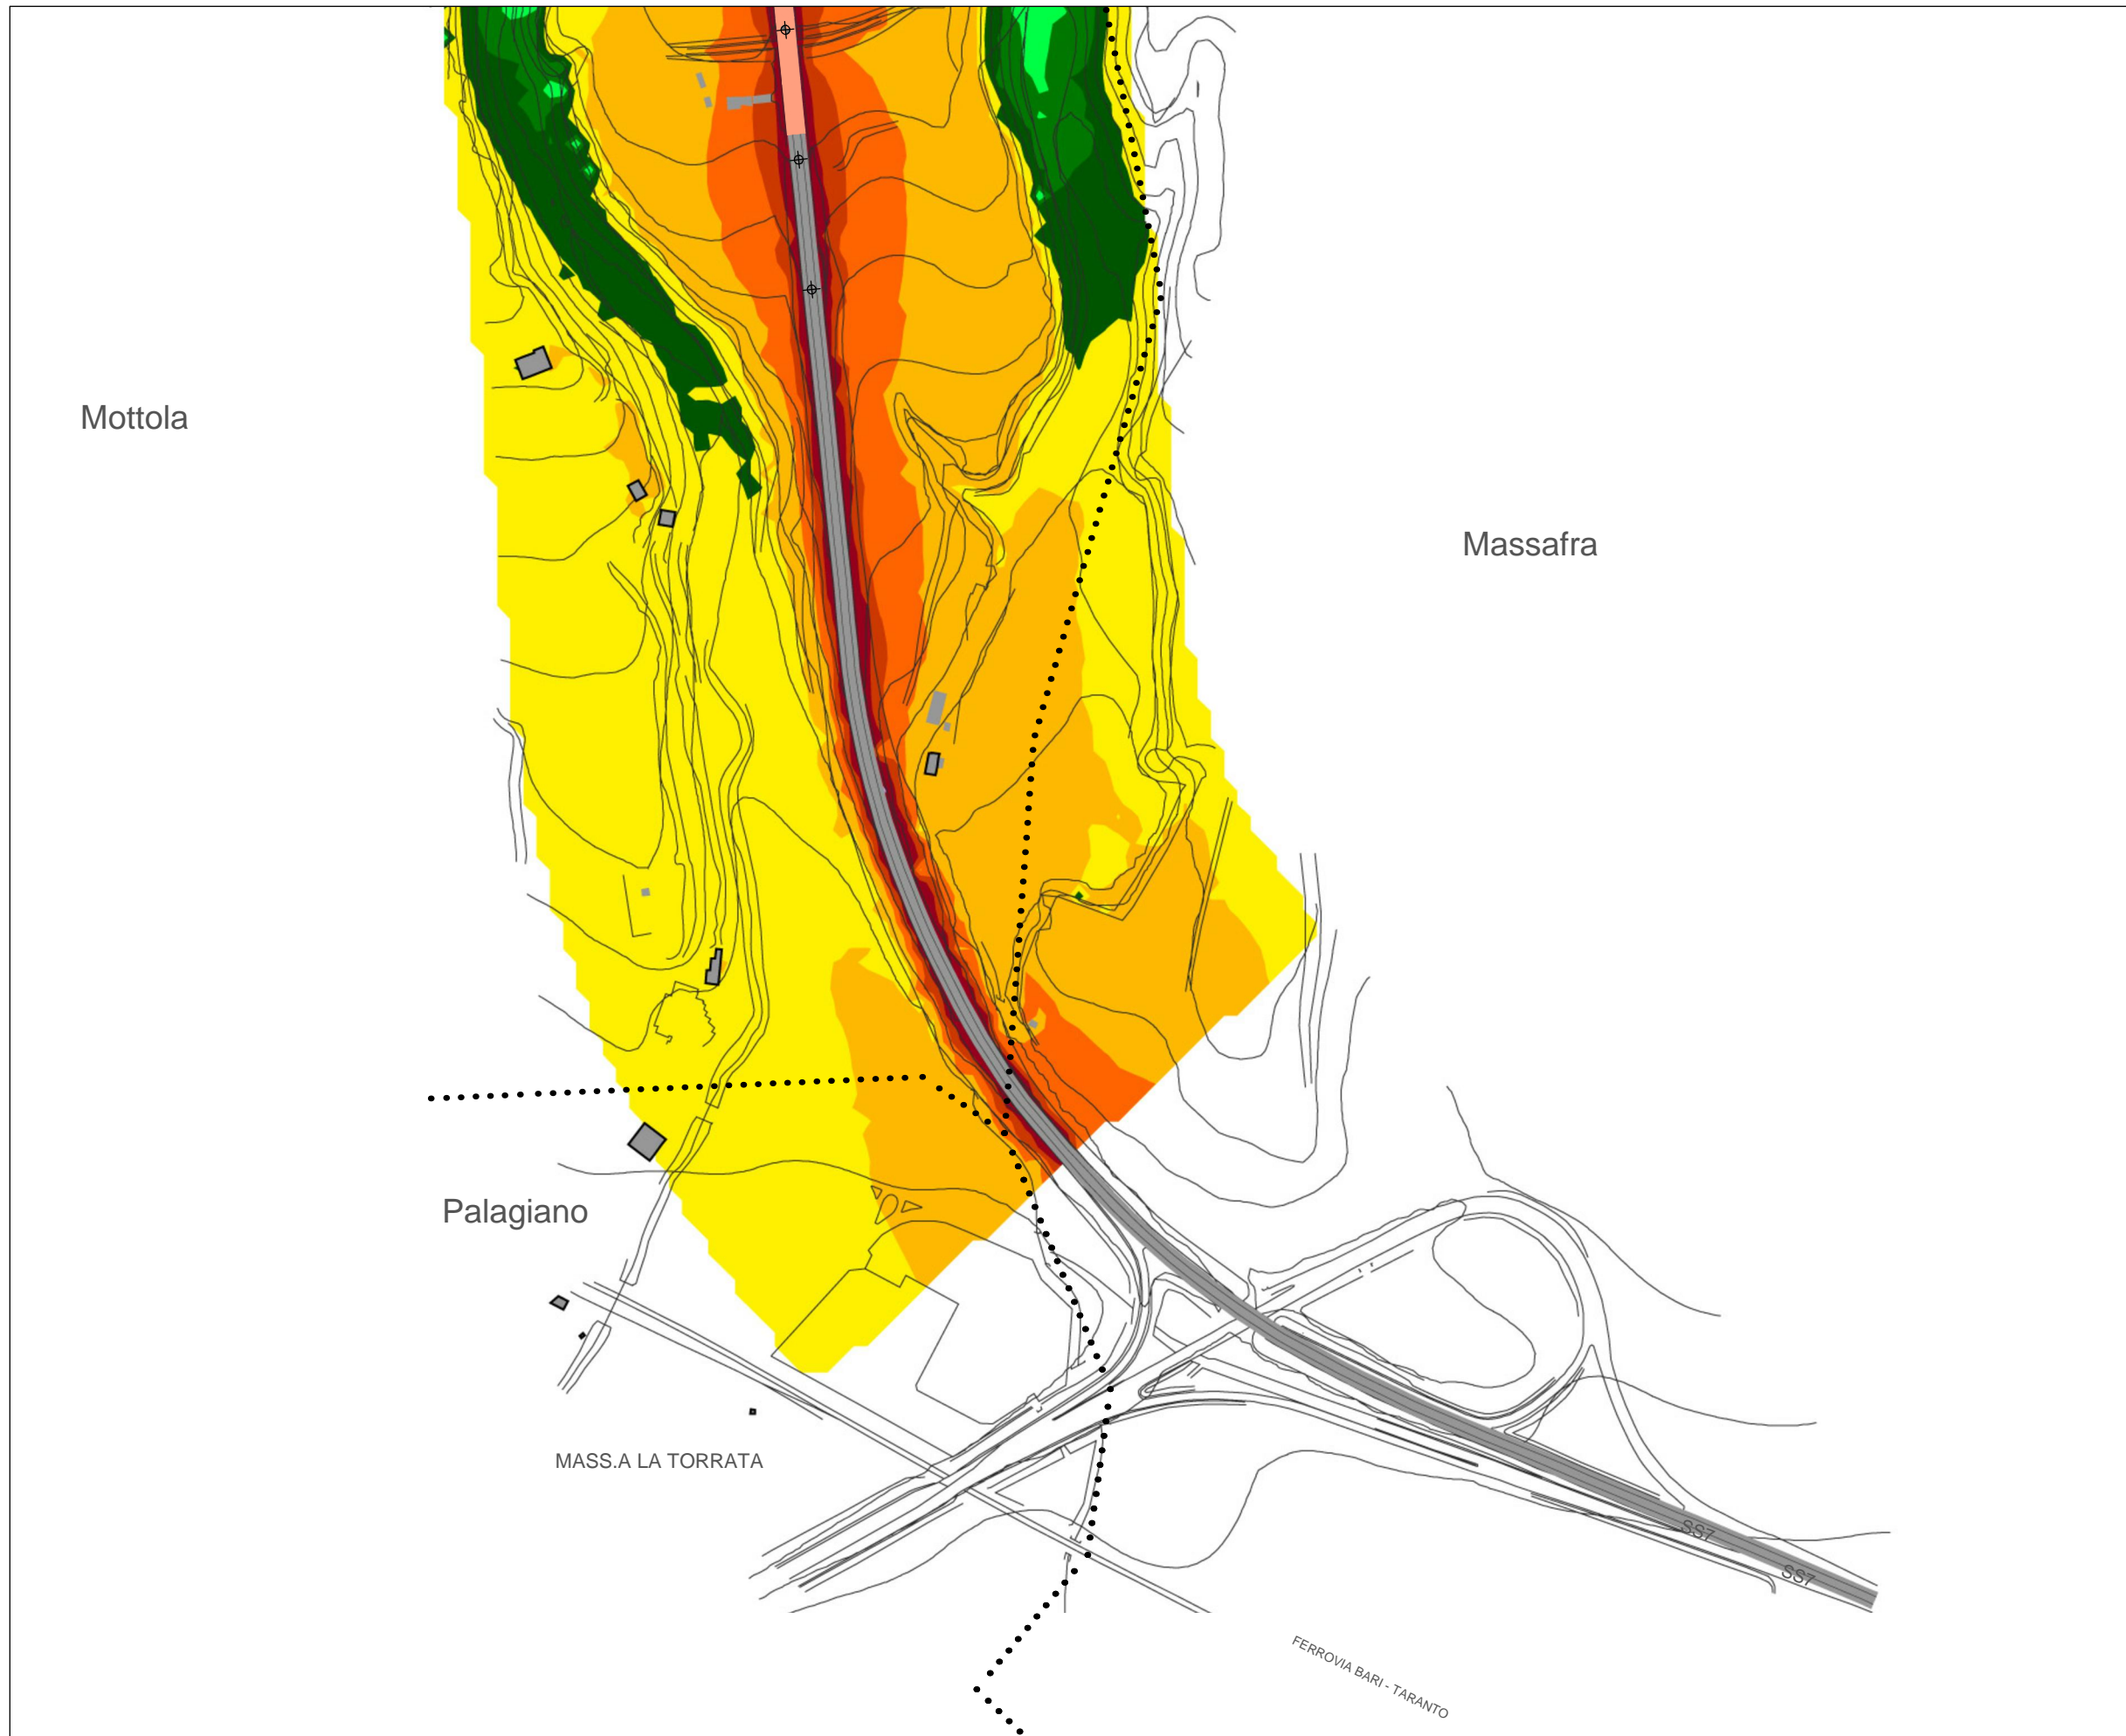 Mottola
Massafra
Palagiano
MASS.A LA TORRATA
SS7
SS7
FERROVIA BARI - TARANTO